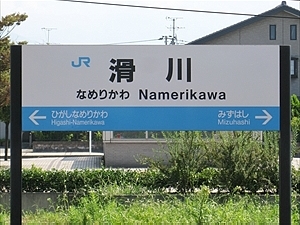 JR
滑川
なめりかわ Namerikawa
ひがしなめりかわ みずはし
Higashi-Namerikawa Mizuhashi